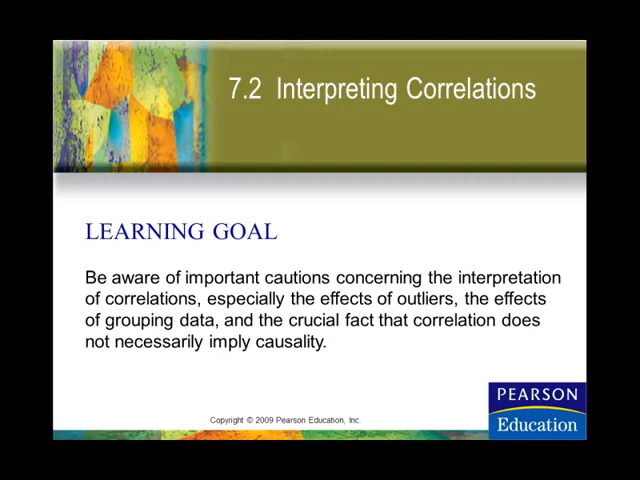 7.2 Interpreting Correlations
LEARNING GOAL
Be aware of important cautions concerning the interpretation
of correlations, especially the effects of outliers, the effects
of grouping data, and the crucial fact that correlation does
not necessarily imply causality.
Copyright © 2009 Pearson Education, Inc.
PEARSON
Education